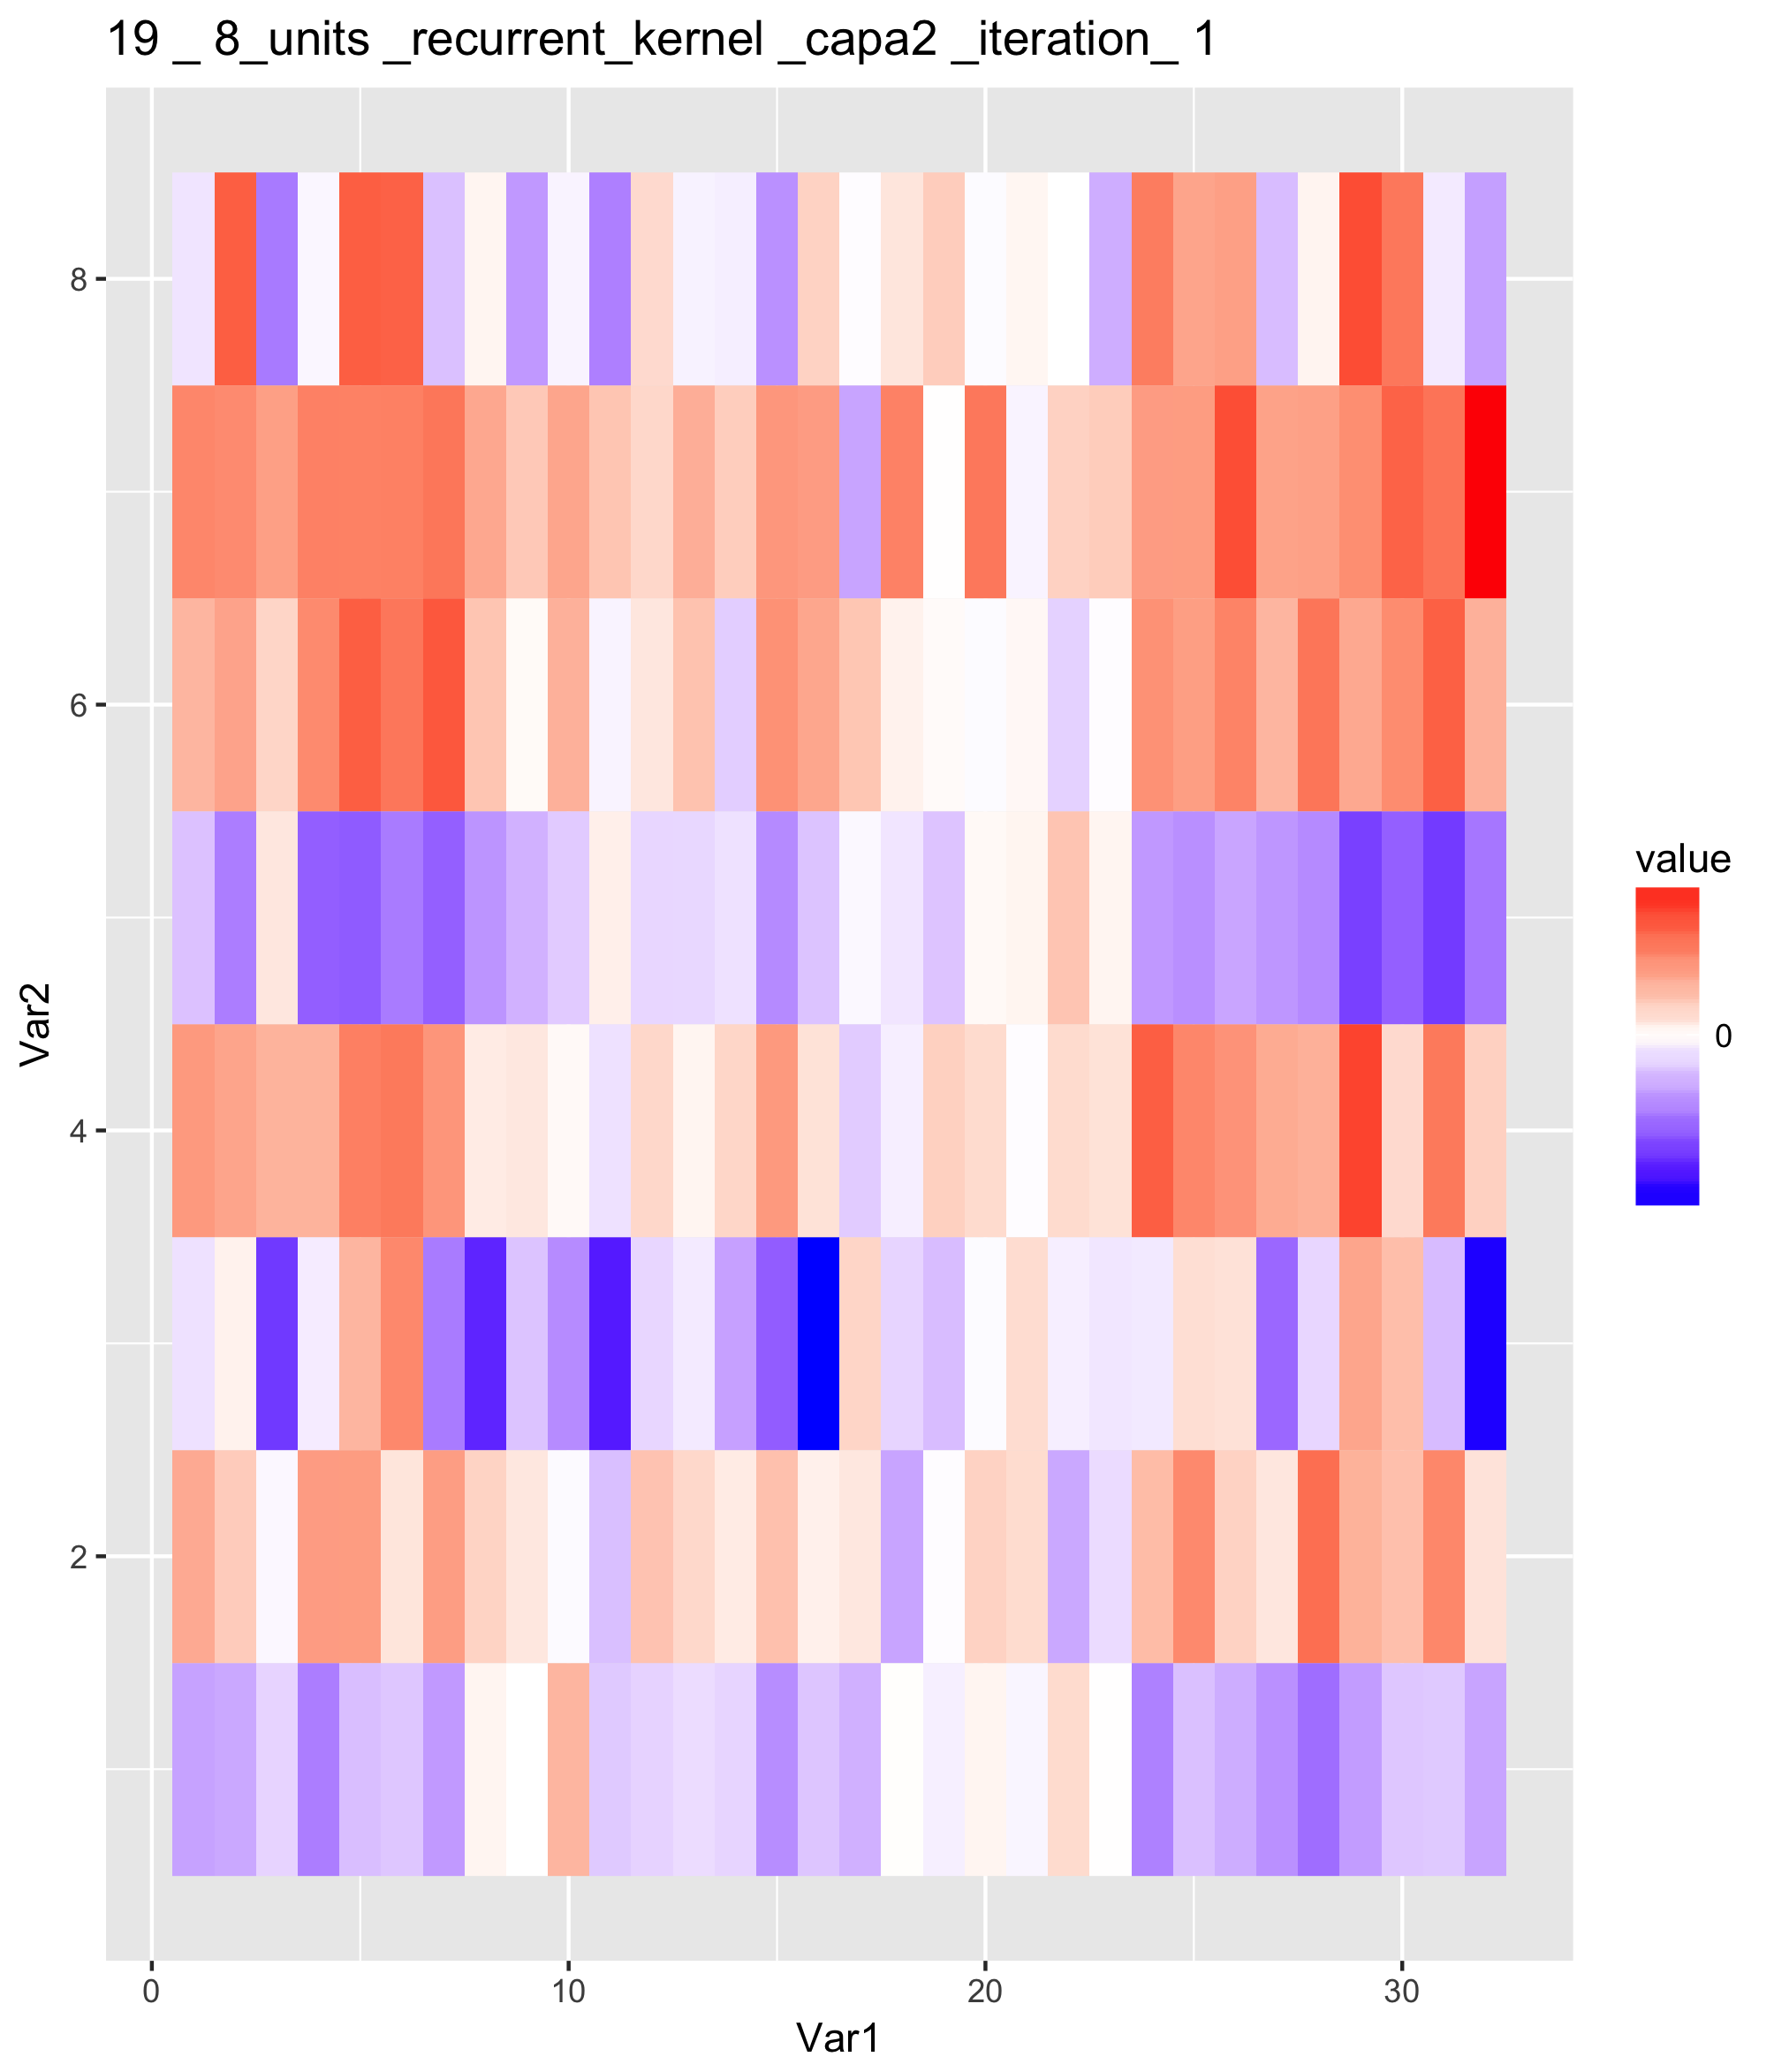 19 _ 8_units _recurrent_kernel _capa2 _iteration_ 1
8
6
4
2
Var2
0
10
20
30
Var1
value
0